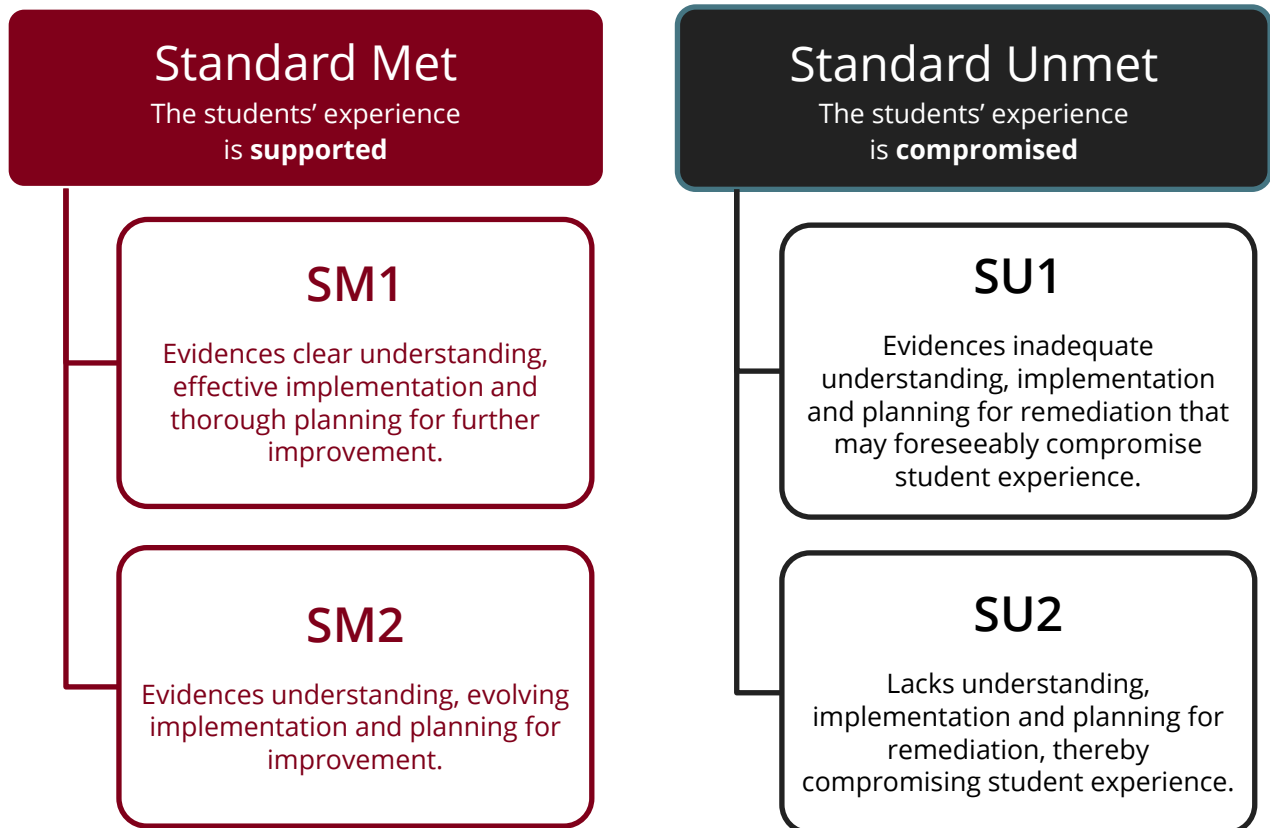 Standard Met
The students’ experience
is supported
SM1
Evidences clear understanding,
effective implementation and
thorough planning for further
improvement.
SM2
Evidences understanding, evolving
implementation and planning for
improvement.
Standard Unmet
The students’ experience
is compromised
SU1
Evidences inadequate
understanding, implementation
and planning for remediation that
may foreseeably compromise
student experience.
SU2
Lacks understanding,
implementation and planning for
remediation, thereby
compromising student experience.